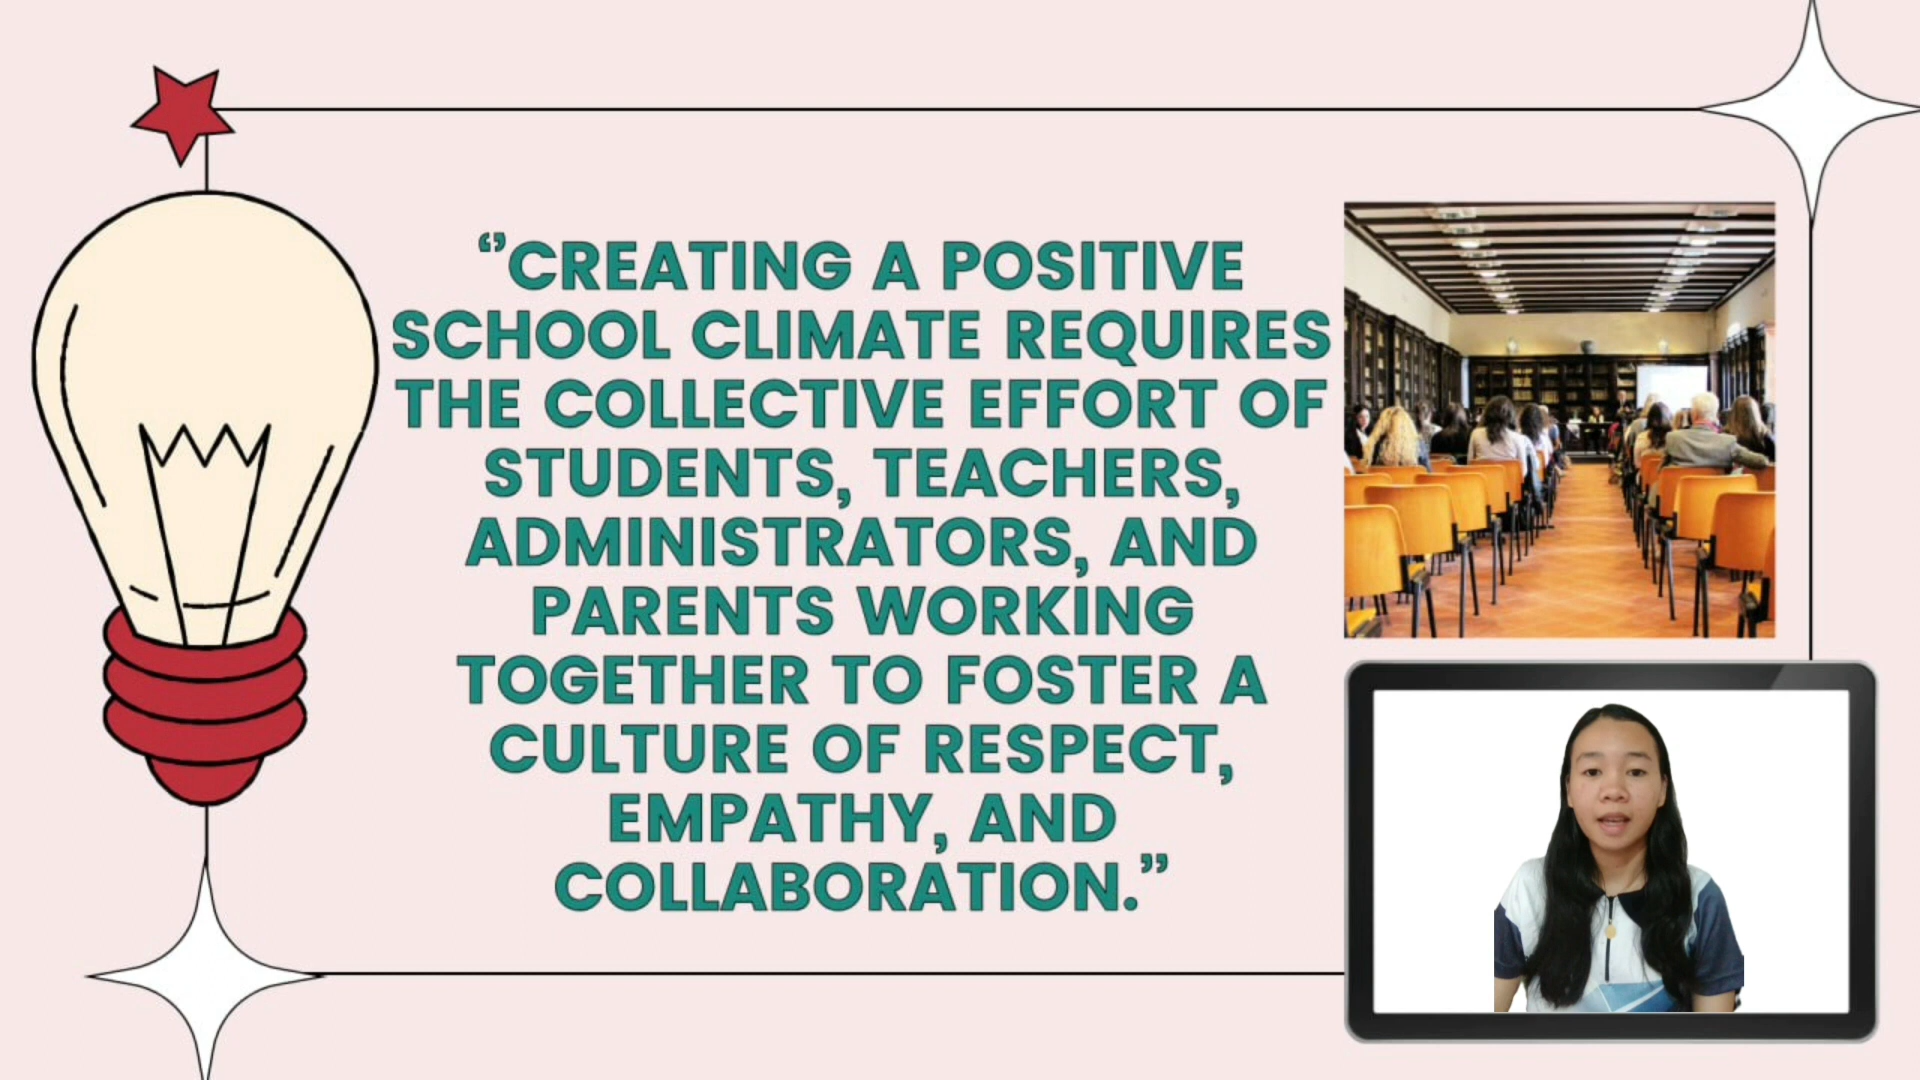 “CREATING A POSITIVE
SCHOOL CLIMATE REQUIRES
THE COLLECTIVE EFFORT OF
STUDENTS, TEACHERS,
ADMINISTRATORS, AND
PARENTS WORKING
TOGETHER TO FOSTER A
CULTURE OF RESPECT,
EMPATHY, AND
COLLABORATION.”